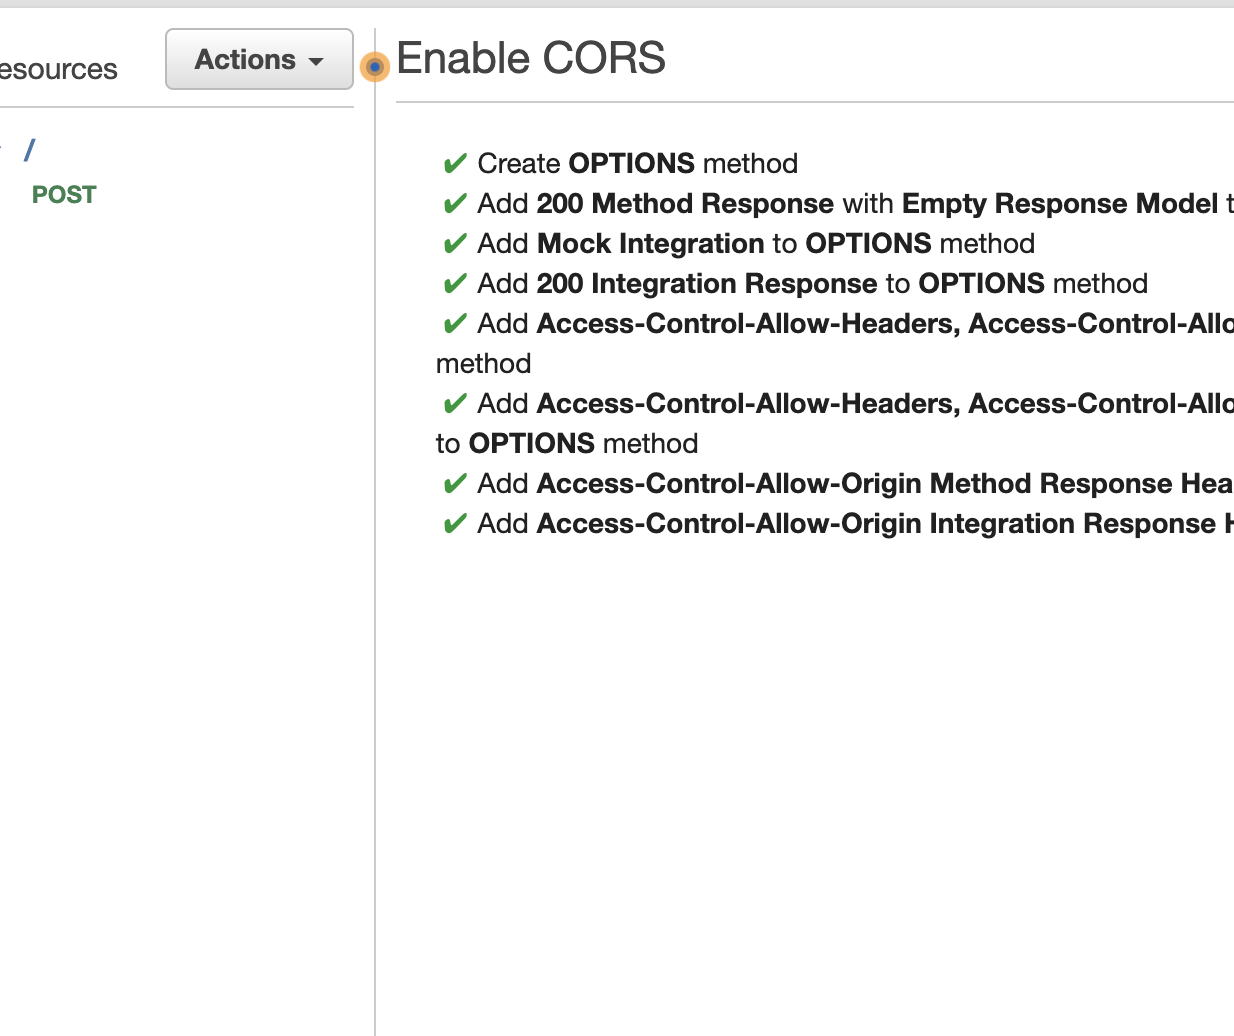 esources
Actions
/
POST
Enable CORS
✔ Create OPTIONS method
✔ Add 200 Method Response with Empty Response Model t
✔ Add Mock Integration to OPTIONS method
✔ Add 200 Integration Response to OPTIONS method
✔ Add Access-Control-Allow-Headers, Access-Control-Allo
method
✔ Add Access-Control-Allow-Headers, Access-Control-Allo
to OPTIONS method
✔ Add Access-Control-Allow-Origin Method Response Hea
✔ Add Access-Control-Allow-Origin Integration Response H